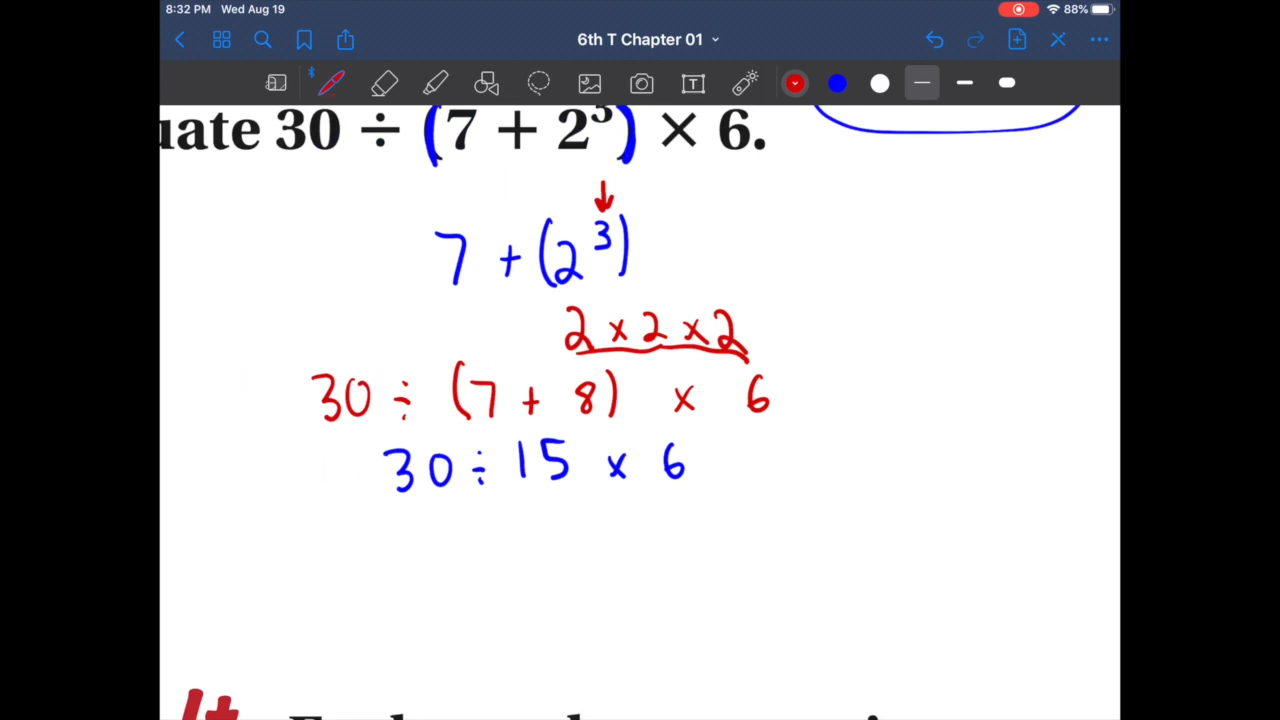 8:32 PM Wed Aug 19 88%
6th T Chapter 01
T
uate 30 ÷ (7 + 2³) × 6.
7 + (2³)
2 × 2 × 2
30 ÷ (7 + 8) × 6
30 ÷ 15 × 6